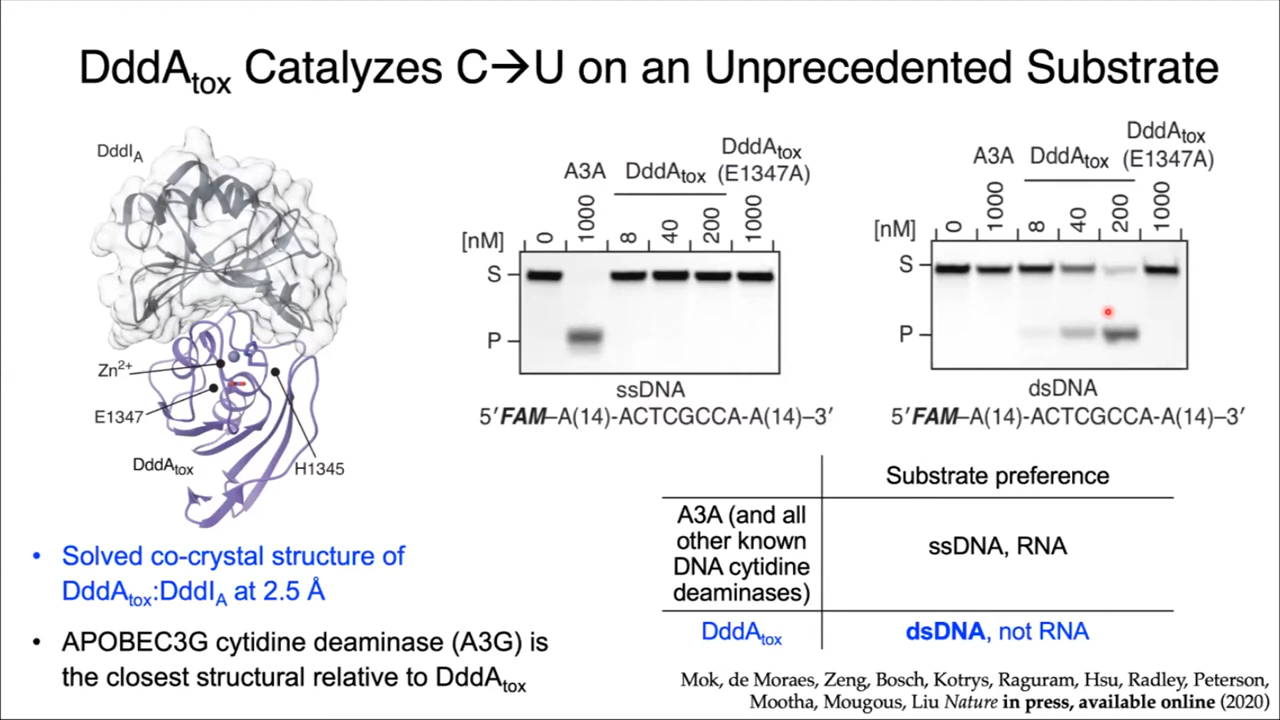 DddAtox Catalyzes C→U on an Unprecedented Substrate
DddIA
Zn2+
E1347
DddAtox
H1345
A3A DddAtox DddAtox (E1347A)
[nM] 0 1000 8 40 200 1000
S
P
ssDNA
5′FAM–A(14)-ACTCGCCA-A(14)–3′
A3A DddAtox DddAtox (E1347A)
[nM] 0 1000 8 40 200 1000
S
P
dsDNA
5′FAM–A(14)-ACTCGCCA-A(14)–3′
• Solved co-crystal structure of
DddAtox:DddIA at 2.5 Å
• APOBEC3G cytidine deaminase (A3G) is
the closest structural relative to DddAtox
Substrate preference
A3A (and all
other known
DNA cytidine
deaminases)
ssDNA, RNA
DddAtox
dsDNA, not RNA
Mok, de Moraes, Zeng, Bosch, Kotrys, Raguram, Hsu, Radley, Peterson,
Mootha, Mougous, Liu Nature in press, available online (2020)